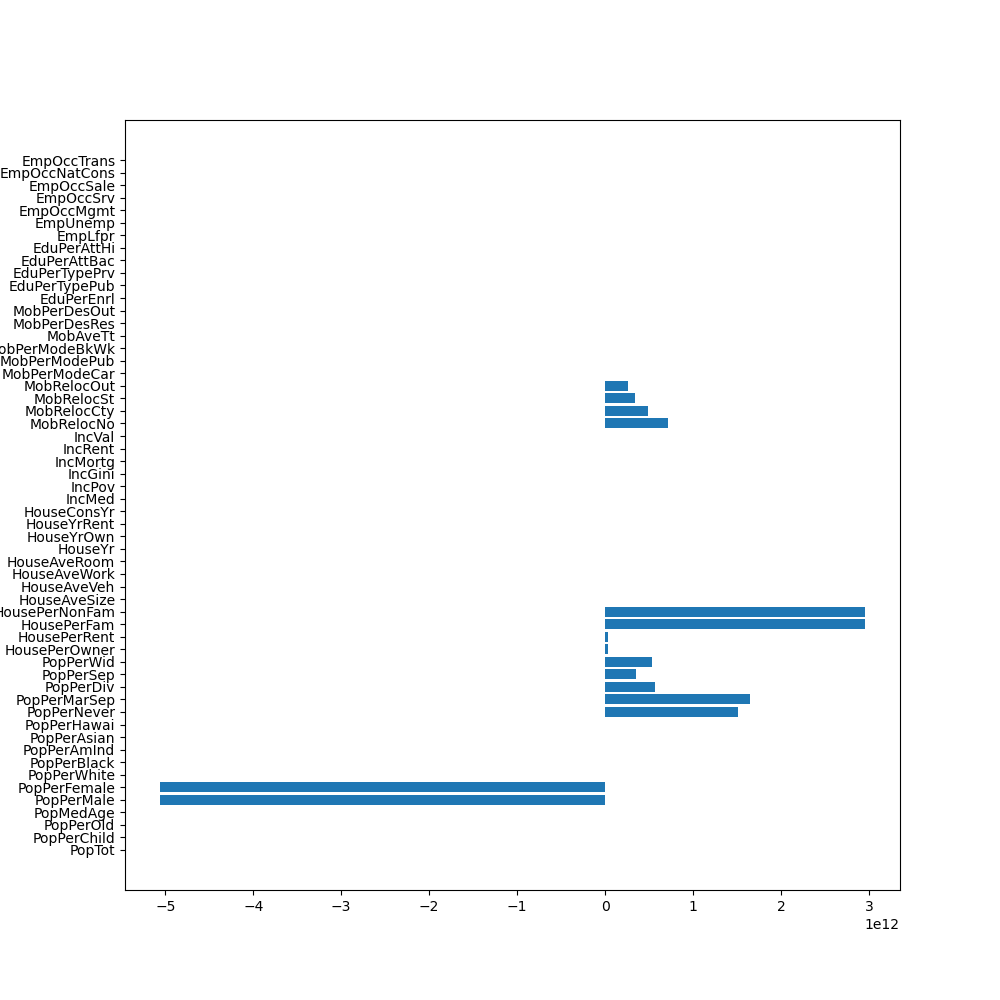 EmpOccTrans
EmpOccNatCons
EmpOccSale
EmpOccSrv
EmpOccMgmt
EmpUnemp
EmpLfpr
EduPerAttHi
EduPerAttBac
EduPerTypePrv
EduPerTypePub
EduPerEnrl
MobPerDesOut
MobPerDesRes
MobAveTt
obPerModeBkWk
MobPerModePub
MobPerModeCar
MobRelocOut
MobRelocSt
MobRelocCty
MobRelocNo
IncVal
IncRent
IncMortg
IncGini
IncPov
IncMed
HouseConsYr
HouseYrRent
HouseYrOwn
HouseYr
HouseAveRoom
HouseAveWork
HouseAveVeh
HouseAveSize
HousePerNonFam
HousePerFam
HousePerRent
HousePerOwner
PopPerWid
PopPerSep
PopPerDiv
PopPerMarSep
PopPerNever
PopPerHawai
PopPerAsian
PopPerAmInd
PopPerBlack
PopPerWhite
PopPerFemale
PopPerMale
PopMedAge
PopPerOld
PopPerChild
PopTot
−5 −4 −3 −2 −1 0 1 2 3
1e12